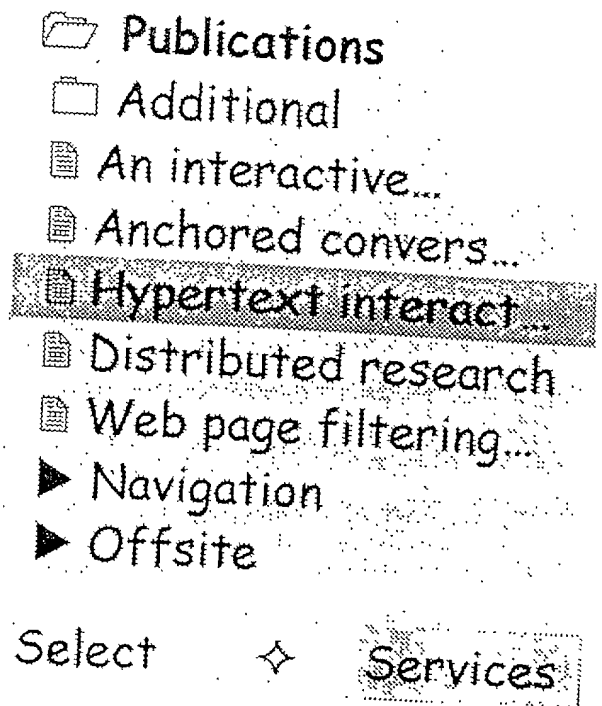 Publications
Additional
An interactive...
Anchored convers...
Hypertext interact...
Distributed research
Web page filtering...
Navigation
Offsite
Select Services